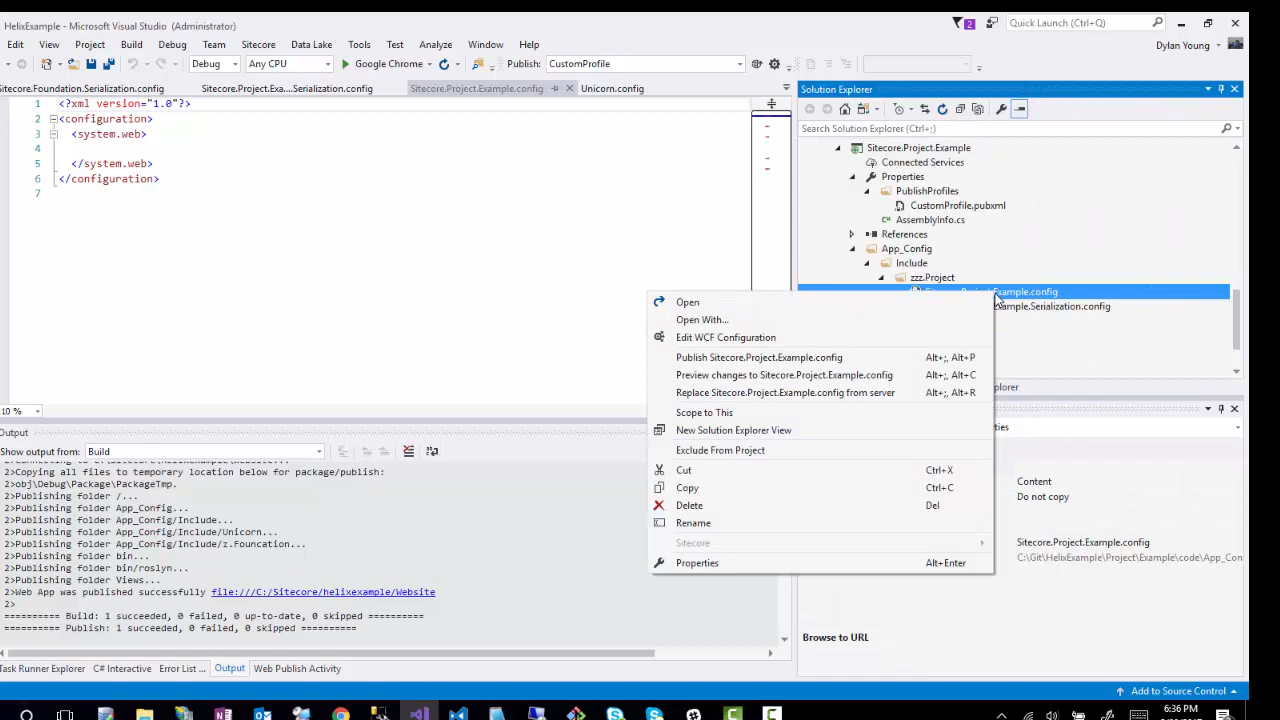 HelixExample - Microsoft Visual Studio (Administrator)
2
Quick Launch (Ctrl+Q)
Edit View Project Build Debug Team Sitecore Data Lake Tools Test Analyze Window Help
Dylan Young
Debug Any CPU Google Chrome Publish: CustomProfile
Sitecore.Foundation.Serialization.config Sitecore.Project.Exa....Serialization.config Sitecore.Project.Example.config Unicorn.config
1 <?xml version="1.0"?>
2 <configuration>
3 <system.web>
4
5 </system.web>
6 </configuration>
7
10 %
Solution Explorer
Search Solution Explorer (Ctrl+;)
Sitecore.Project.Example
Connected Services
Properties
PublishProfiles
CustomProfile.pubxml
AssemblyInfo.cs
References
App_Config
Include
zzz.Project
Sitecore.Project.Example.config
ample.Serialization.config
plorer
Open
Open With...
Edit WCF Configuration
Publish Sitecore.Project.Example.config Alt+;, Alt+P
Preview changes to Sitecore.Project.Example.config Alt+;, Alt+C
Replace Sitecore.Project.Example.config from server Alt+;, Alt+R
Scope to This
New Solution Explorer View
Exclude From Project
Cut Ctrl+X
Copy Ctrl+C
Delete Del
Rename
Sitecore
Properties Alt+Enter
ties
Content
Do not copy
Sitecore.Project.Example.config
C:\Git\HelixExample\Project\Example\code\App_Con
Browse to URL
Output
Show output from: Build
2>Copying all files to temporary location below for package/publish:
2>obj\Debug\Package\PackageTmp.
2>Publishing folder /...
2>Publishing folder App_Config...
2>Publishing folder App_Config/Include...
2>Publishing folder App_Config/Include/Unicorn...
2>Publishing folder App_Config/Include/z.Founcation...
2>Publishing folder bin...
2>Publishing folder bin/roslyn...
2>Publishing folder Views...
2>Web App was published successfully file:///C:/Sitecore/helixexample/Website
2>
========== Build: 1 succeeded, 0 failed, 0 up-to-date, 0 skipped ==========
========== Publish: 1 succeeded, 0 failed, 0 skipped ==========
Task Runner Explorer C# Interactive Error List ... Output Web Publish Activity
Add to Source Control
6:36 PM